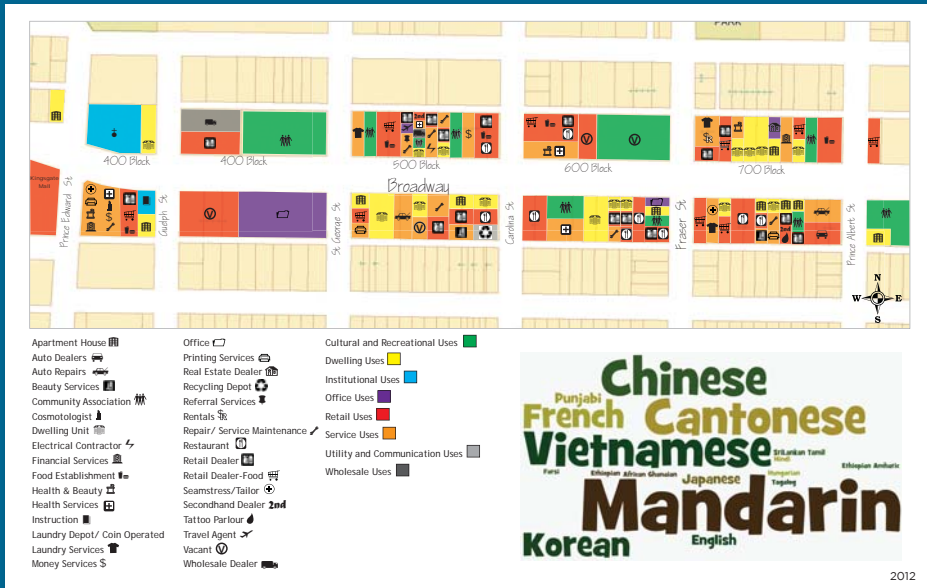 PARK
400 Block
400 Block
500 Block
600 Block
700 Block
Kingsgate
Mall
Broadway
Prince Edward St
Guelph St
St George St
Carolina St
Fraser St
Prince Albert St
N
W E
S
2nd
2nd
Apartment House
Auto Dealers
Auto Repairs
Beauty Services
Community Association
Cosmotologist
Dwelling Unit
Electrical Contractor
Financial Services
Food Establishment
Health & Beauty
Health Services
Instruction
Laundry Depot/ Coin Operated
Laundry Services
Money Services $
Office
Printing Services
Real Estate Dealer
Recycling Depot
Referral Services
Rentals
Repair/ Service Maintenance
Restaurant
Retail Dealer
Retail Dealer-Food
Seamstress/Tailor
Secondhand Dealer 2nd
Tattoo Parlour
Travel Agent
Vacant V
Wholesale Dealer
Cultural and Recreational Uses
Dwelling Uses
Institutional Uses
Office Uses
Retail Uses
Service Uses
Utility and Communication Uses
Wholesale Uses
Chinese
Punjabi
French Cantonese
Vietnamese
SriLankan Tamil
Hindi
Farsi Ethiopian African Ghanaian Japanese Hungarian Ethiopian Amharic
Tagalog
Mandarin
Korean English
2012